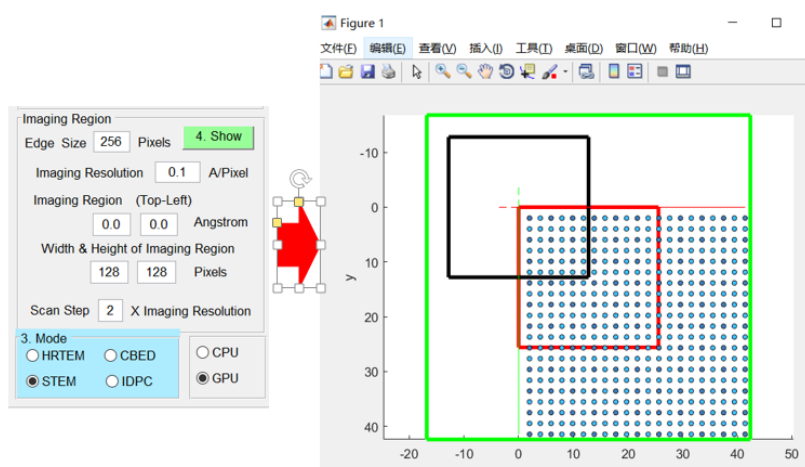 Imaging Region
Edge Size 256 Pixels 4. Show
Imaging Resolution 0.1 A/Pixel
Imaging Region (Top-Left)
0.0 0.0 Angstrom
Width & Height of Imaging Region
128 128 Pixels
Scan Step 2 X Imaging Resolution
3. Mode
HRTEM CBED CPU
STEM IDPC GPU
Figure 1
文件(F) 编辑(E) 查看(V) 插入(I) 工具(T) 桌面(D) 窗口(W) 帮助(H)
-10
0
10
20
30
40
y
-20 -10 0 10 20 30 40 50